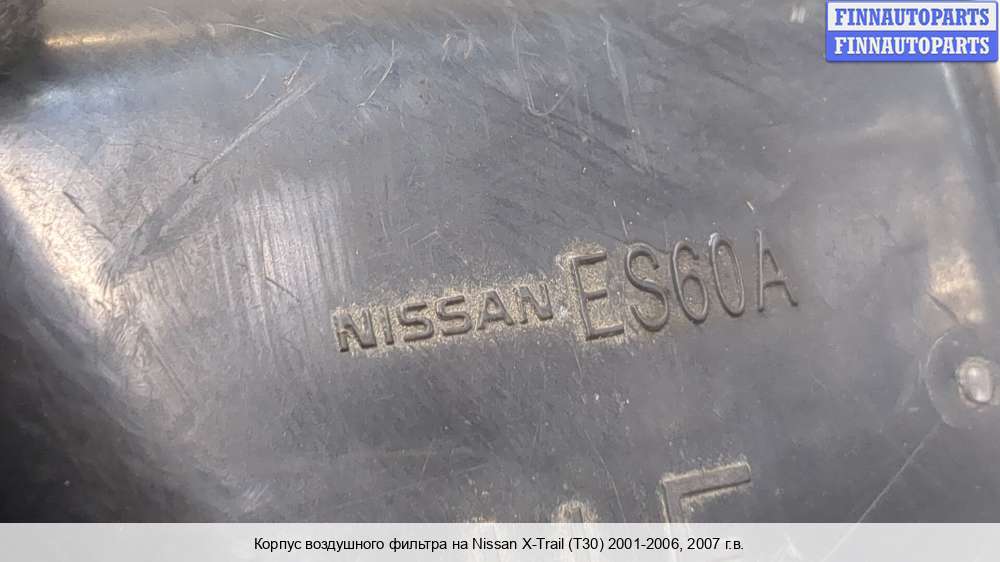 FINNAUTOPARTS
FINNAUTOPARTS
NISSAN ES60A
Корпус воздушного фильтра на Nissan X-Trail (T30) 2001-2006, 2007 г.в.